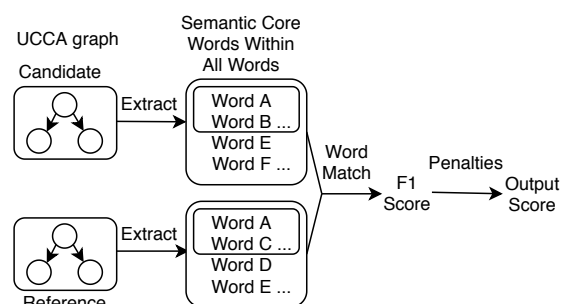 UCCA graph
Semantic Core
Words Within
All Words
Candidate
Extract
Word A
Word B ...
Word E
Word F ...
Word
Match
F1
Score
Penalties
Output
Score
Extract
Word A
Word C ...
Word D
Word E ...
Reference